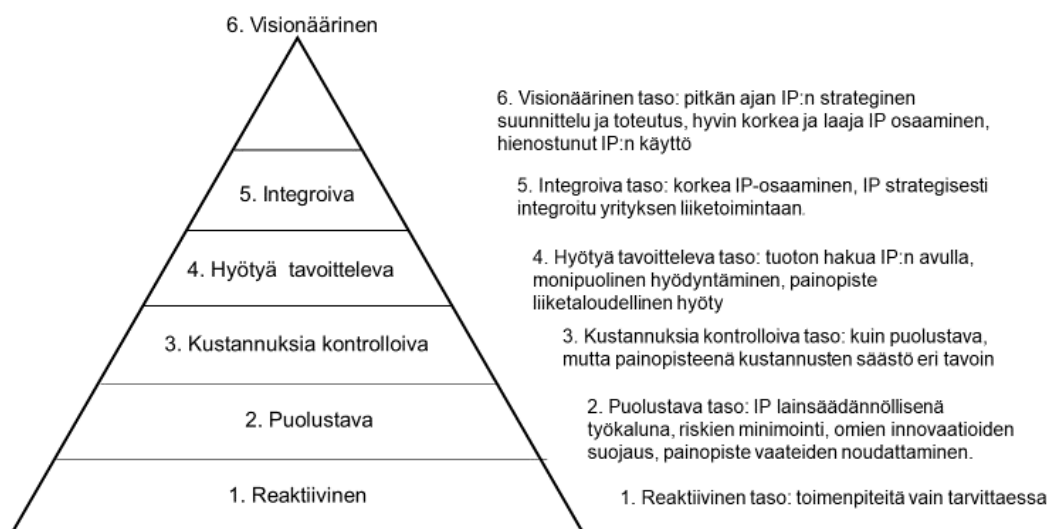 6. Visionäärinen
6. Visionäärinen taso: pitkän ajan IP:n strateginen
suunnittelu ja toteutus, hyvin korkea ja laaja IP osaaminen,
hienostunut IP:n käyttö
5. Integroiva
5. Integroiva taso: korkea IP-osaaminen, IP strategisesti
integroitu yrityksen liiketoimintaan.
4. Hyötyä tavoitteleva
4. Hyötyä tavoitteleva taso: tuoton hakua IP:n avulla,
monipuolinen hyödyntäminen, painopiste
liiketaloudellinen hyöty
3. Kustannuksia kontrolloiva
3. Kustannuksia kontrolloiva taso: kuin puolustava,
mutta painopisteenä kustannusten säästö eri tavoin
2. Puolustava
2. Puolustava taso: IP lainsäädännöllisenä
työkaluna, riskien minimointi, omien innovaatioiden
suojaus, painopiste vaateiden noudattaminen.
1. Reaktiivinen
1. Reaktiivinen taso: toimenpiteitä vain tarvittaessa